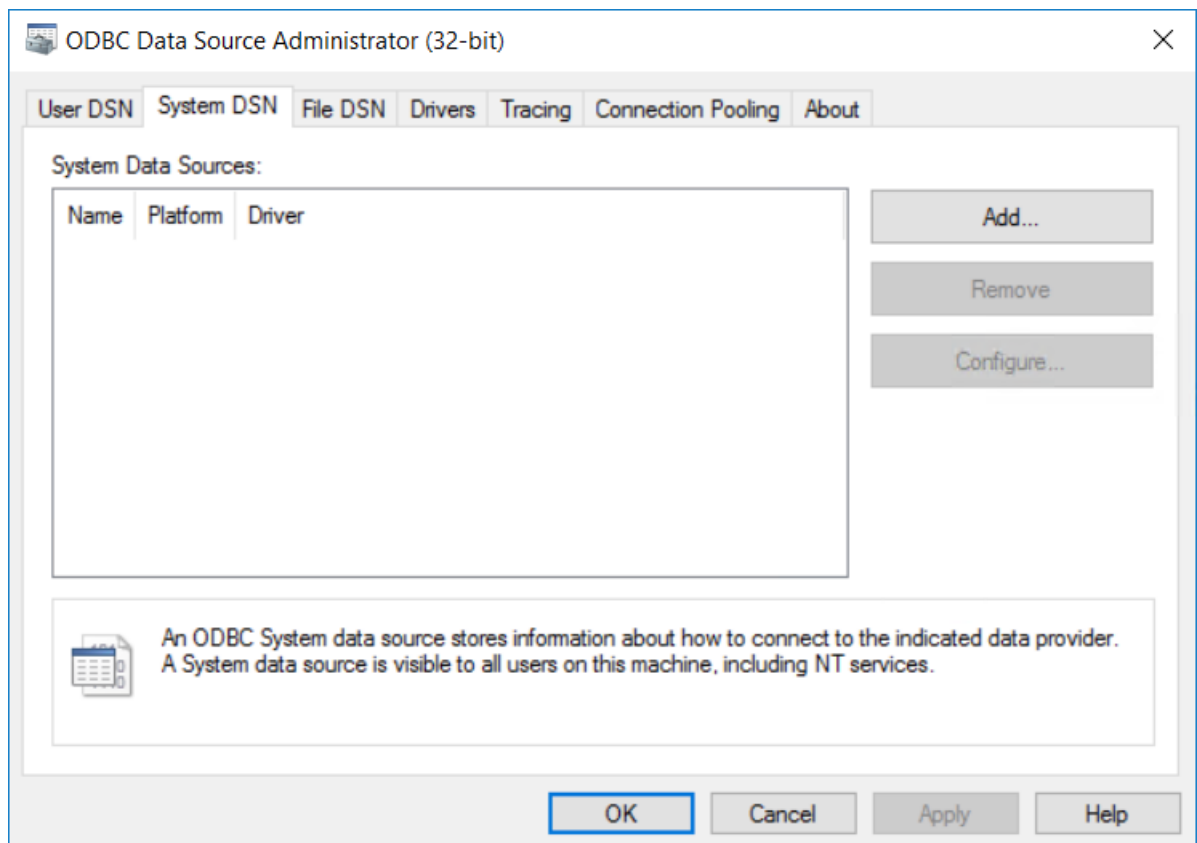 ODBC Data Source Administrator (32-bit)
User DSN System DSN File DSN Drivers Tracing Connection Pooling About
System Data Sources:
Name Platform Driver
Add...
Remove
Configure...
An ODBC System data source stores information about how to connect to the indicated data provider.
A System data source is visible to all users on this machine, including NT services.
OK Cancel Apply Help